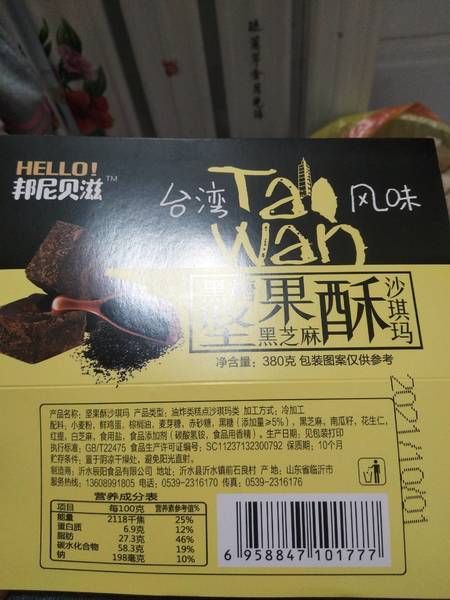 HELLO!
邦尼贝滋™
台湾 Tai Wan 风味
黑糖 坚果酥 沙琪玛
黑芝麻
净含量：380克 包装图案仅供参考
产品名称：坚果酥沙琪玛 产品类型：油炸类糕点沙琪玛类 加工方式：冷加工
配料：小麦粉，鲜鸡蛋，棕榈油，麦芽糖，赤砂糖，黑糖（添加量≥5%），黑芝麻，南瓜籽，花生仁，
红提，白芝麻，食用盐，食品添加剂（碳酸氢铵，食品用香精）。生产日期：见包装打印
执行标准：GB/T22475 食品生产许可证编号：SC11237132300792 保质期：10个月
贮存条件：置于阴凉干燥处，避免阳光直射。
制造商：沂水辰阳食品有限公司 地址：沂水县沂水镇前石良村 产 地：山东省临沂市
服务热线：13608991805 电话：0539-2316170 传真：0539-2316176
营养成分表
项目 每100克 营养素参考值%
能量 2118千焦 25%
蛋白质 6.9克 12%
脂肪 27.3克 46%
碳水化合物 58.3克 19%
钠 198毫克 10%
6 958847 101777
2021/10/01